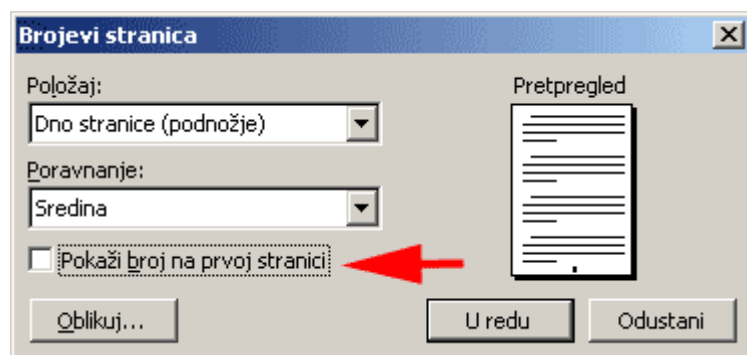 Brojevi stranica
Položaj:
Pretpregled
Dno stranice (podnožje)
Poravnanje:
Sredina
Pokaži broj na prvoj stranici
Oblikuj...
U redu
Odustani